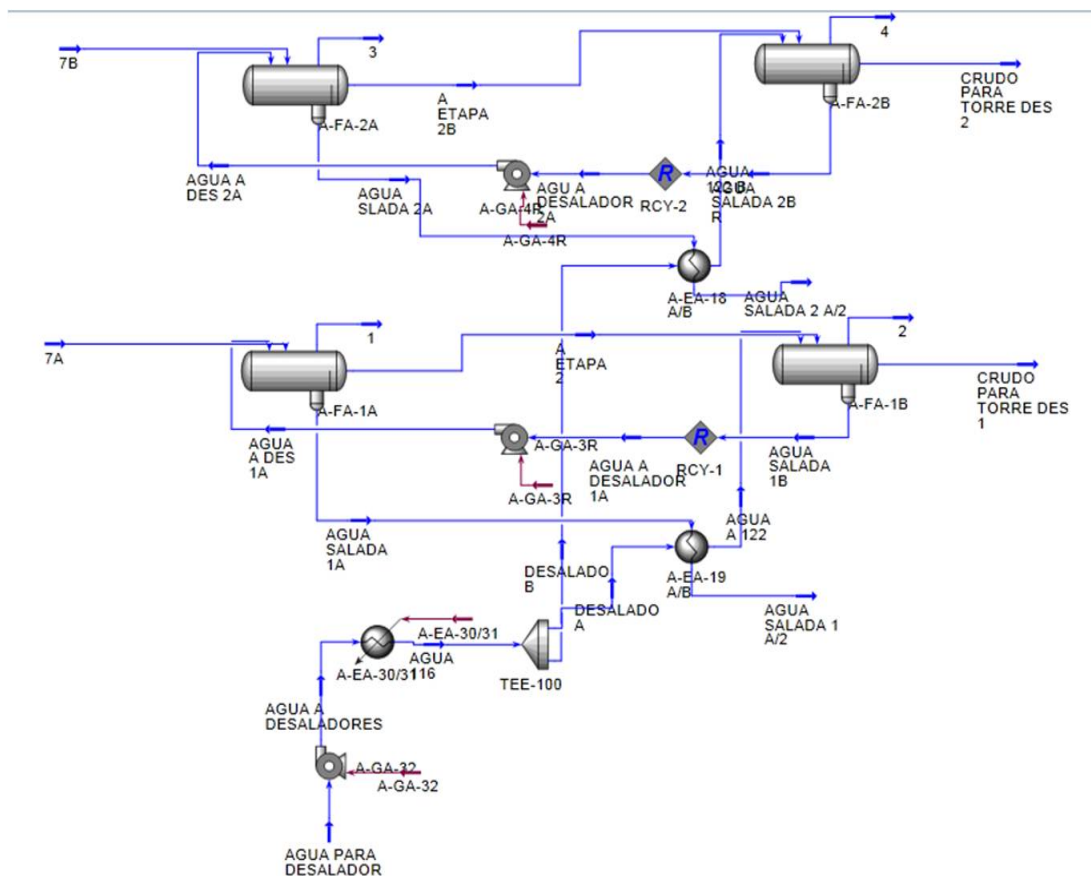 4
3
7B
A-FA-2A
A
ETAPA
2B
A-FA-2B
CRUDO
PARA
TORRE DES
2
AGUA A
DES 2A
AGUA
SLADA 2A
A-GA-4R
A-GA-4R
AGU A
DESALADOR
2A
RCY-2
AGUA
SALADA 2B
R
A-EA-18
A/B
AGUA
SALADA 2 A/2
7A
1
A-FA-1A
A
ETAPA
2
2
A-FA-1B
CRUDO
PARA
TORRE DES
1
AGUA
A DES
1A
A-GA-3R
A-GA-3R
AGUA A
DESALADOR
1A
RCY-1
AGUA
SALADA
1B
AGUA
SALADA
1A
AGUA
A 122
A-EA-19
A/B
DESALADO
B
DESALADO
A
AGUA
SALADA 1
A/2
A-EA-30/31
A-EA-30/31
AGUA
116
TEE-100
AGUA A
DESALADORES
A-GA-32
A-GA-32
AGUA PARA
DESALADOR